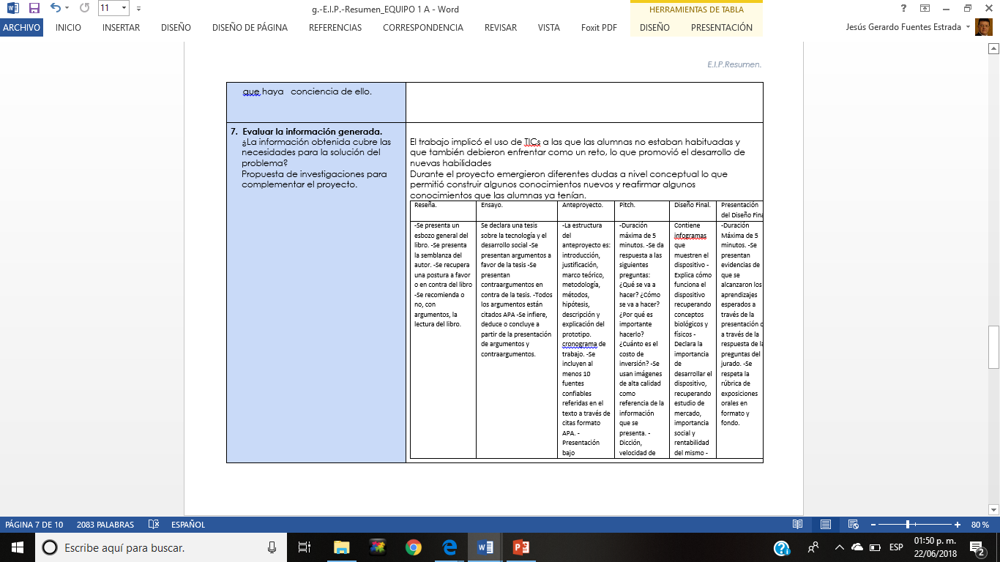 11
g.-E.I.P.-Resumen_EQUIPO 1 A - Word
HERRAMIENTAS DE TABLA
ARCHIVO INICIO INSERTAR DISEÑO DISEÑO DE PÁGINA REFERENCIAS CORRESPONDENCIA REVISAR VISTA Foxit PDF DISEÑO PRESENTACIÓN
Jesús Gerardo Fuentes Estrada
E.I.P.Resumen.
que haya conciencia de ello.
7. Evaluar la información generada.
¿La información obtenida cubre las
necesidades para la solución del
problema?
Propuesta de investigaciones para
complementar el proyecto.
El trabajo implicó el uso de TICs a las que las alumnas no estaban habituadas y
que también debieron enfrentar como un reto, lo que promovió el desarrollo de
nuevas habilidades
Durante el proyecto emergieron diferentes dudas a nivel conceptual lo que
permitió construir algunos conocimientos nuevos y reafirmar algunos
conocimientos que las alumnas ya tenían.
Reseña.
-Se presenta un
esbozo general del
libro. -Se presenta
la semblanza del
autor. -Se recupera
una postura a favor
o en contra del libro
-Se recomienda o
no, con
argumentos, la
lectura del libro.
Ensayo.
Se declara una tesis
sobre la tecnología y el
desarrollo social -Se
presentan argumentos a
favor de la tesis -Se
presentan
contraargumentos en
contra de la tesis. -Todos
los argumentos están
citados APA -Se infiere,
deduce o concluye a
partir de la presentación
de argumentos y
contraargumentos.
Anteproyecto.
-La estructura
del
anteproyecto es:
introducción,
justificación,
marco teórico,
metodología,
métodos,
hipótesis,
descripción y
explicación del
prototipo.
cronograma de
trabajo. -Se
incluyen al
menos 10
fuentes
confiables
referidas en el
texto a través de
citas formato
APA. -
Presentación
bajo
Pitch.
-Duración
máxima de 5
minutos. -Se da
respuesta a las
siguientes
preguntas:
¿Qué se va a
hacer? ¿Cómo
se va a hacer?
¿Por qué es
importante
hacerlo?
¿Cuánto es el
costo de
inversión? -Se
usan imágenes
de alta calidad
como
referencia de la
información
que se
presenta. -
Dicción,
velocidad de
Diseño Final.
Contiene
infogramas
que
muestren el
dispositivo -
Explica cómo
funciona el
dispositivo
recuperando
conceptos
biológicos y
físicos -
Declara la
importancia
de
desarrollar el
dispositivo,
recuperando
estudio de
mercado,
importancia
social y
rentabilidad
del mismo -
Presentación
del Diseño Fina
-Duración
Máxima de 5
minutos. -Se
presentan
evidencias de
que se
alcanzaron los
aprendizajes
esperados a
través de la
presentación
a través de la
respuesta de
preguntas del
jurado. -Se
respeta la
rúbrica de
exposiciones
orales en
formato y
fondo.
PÁGINA 7 DE 10 2083 PALABRAS ESPAÑOL 80 %
Escribe aquí para buscar.
ESP
01:50 p. m.
22/06/2018
2